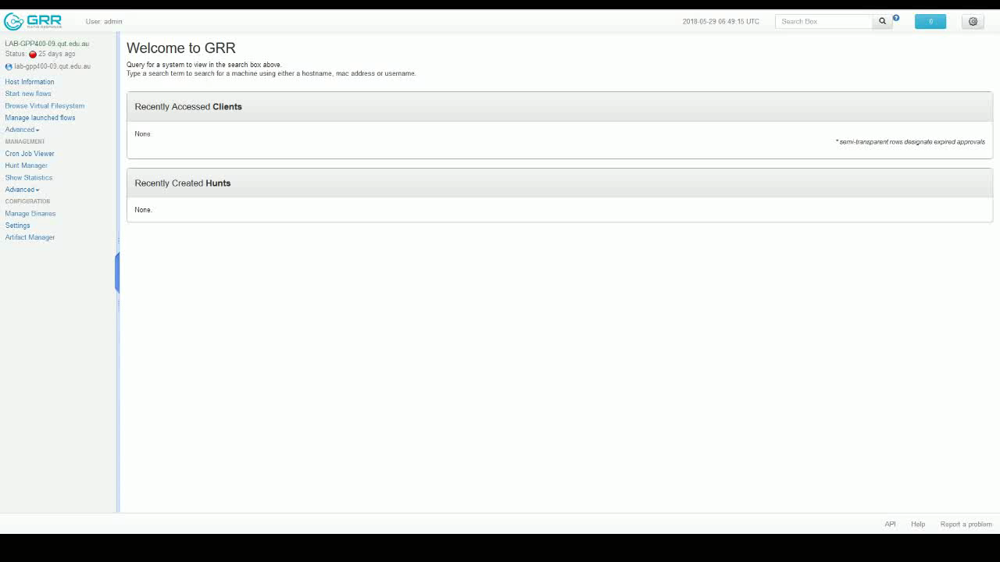 GRR
RAPID RESPONSE
User: admin
2018-05-29 06:49:15 UTC
Search Box
?
0
LAB-GPP400-09.qut.edu.au
Status: 25 days ago
lab-gpp400-09.qut.edu.au
Host Information
Start new flows
Browse Virtual Filesystem
Manage launched flows
Advanced
MANAGEMENT
Cron Job Viewer
Hunt Manager
Show Statistics
Advanced
CONFIGURATION
Manage Binaries
Settings
Artifact Manager
Welcome to GRR
Query for a system to view in the search box above.
Type a search term to search for a machine using either a hostname, mac address or username.
Recently Accessed Clients
None.
* semi-transparent rows designate expired approvals
Recently Created Hunts
None.
API
Help
Report a problem